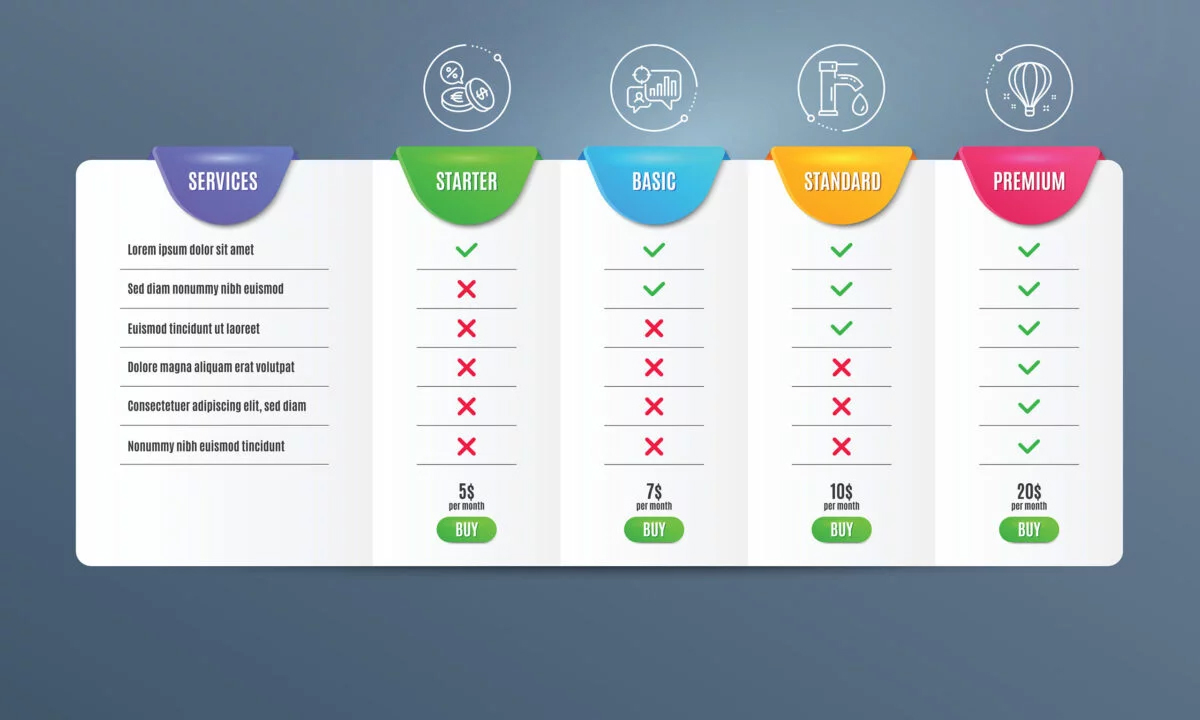 SERVICES STARTER BASIC STANDARD PREMIUM
Lorem ipsum dolor sit amet
Sed diam nonummy nibh euismod
Euismod tincidunt ut laoreet
Dolore magna aliquam erat volutpat
Consectetuer adipiscing elit, sed diam
Nonummy nibh euismod tincidunt
5$ 7$ 10$ 20$
per month per month per month per month
BUY BUY BUY BUY